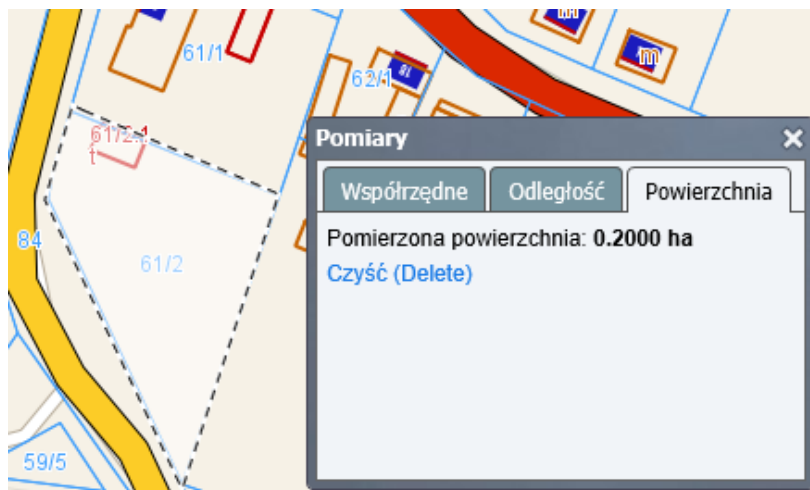 m
61/1
m
62/1
18
61/2.1
t
Pomiary
Współrzędne
Odległość
Powierzchnia
Pomierzona powierzchnia: 0.2000 ha
Czyść (Delete)
84
61/2
59/5